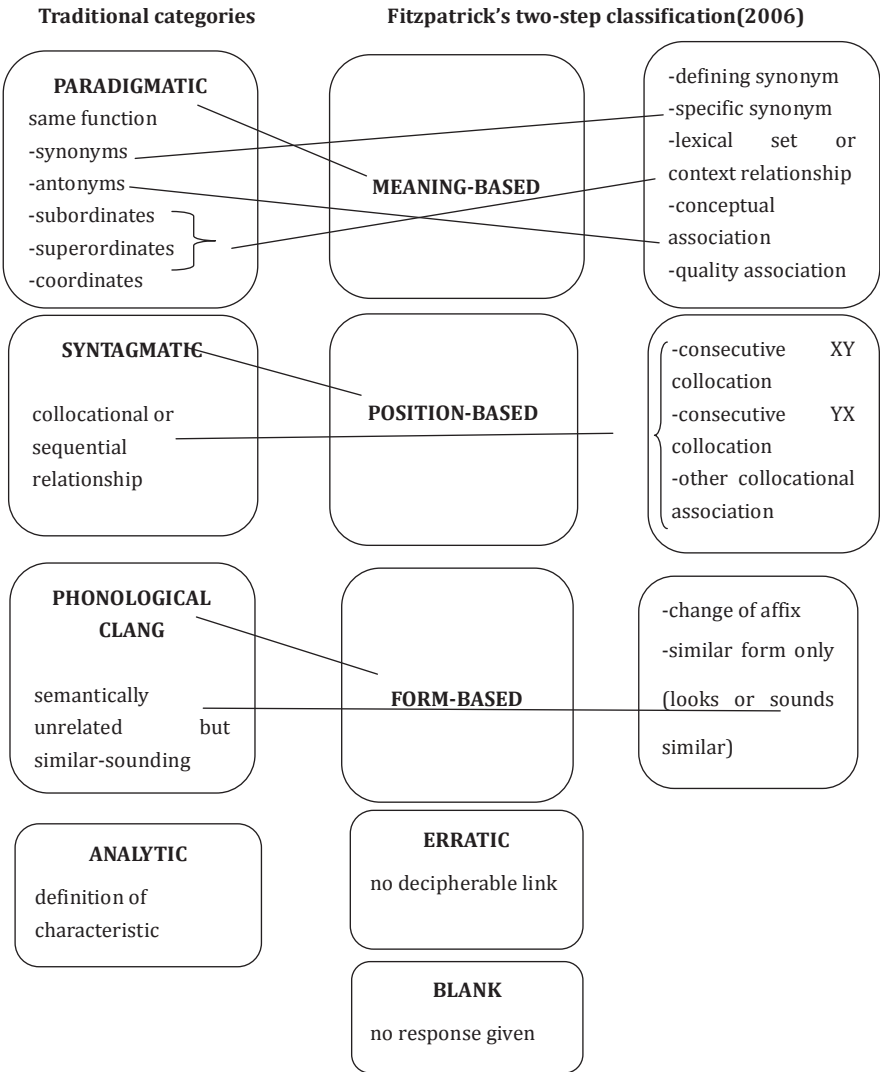 Traditional categories
Fitzpatrick's two-step classification(2006)
PARADIGMATIC
same function
-synonyms
-antonyms
-subordinates
-superordinates
-coordinates
MEANING-BASED
-defining synonym
-specific synonym
-lexical set or
context relationship
-conceptual
association
-quality association
SYNTAGMATIC
collocational or
sequential
relationship
POSITION-BASED
-consecutive XY
collocation
-consecutive YX
collocation
-other collocational
association
PHONOLOGICAL
CLANG
semantically
unrelated but
similar-sounding
FORM-BASED
-change of affix
-similar form only
(looks or sounds
similar)
ANALYTIC
definition of
characteristic
ERRATIC
no decipherable link
BLANK
no response given